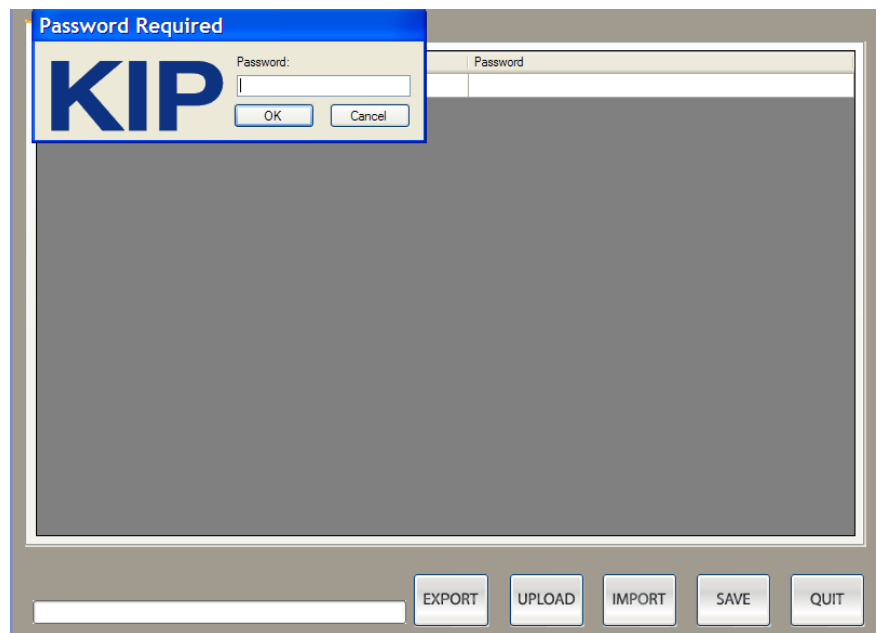 Password Required
KIP
Password:
OK Cancel
Password
EXPORT UPLOAD IMPORT SAVE QUIT